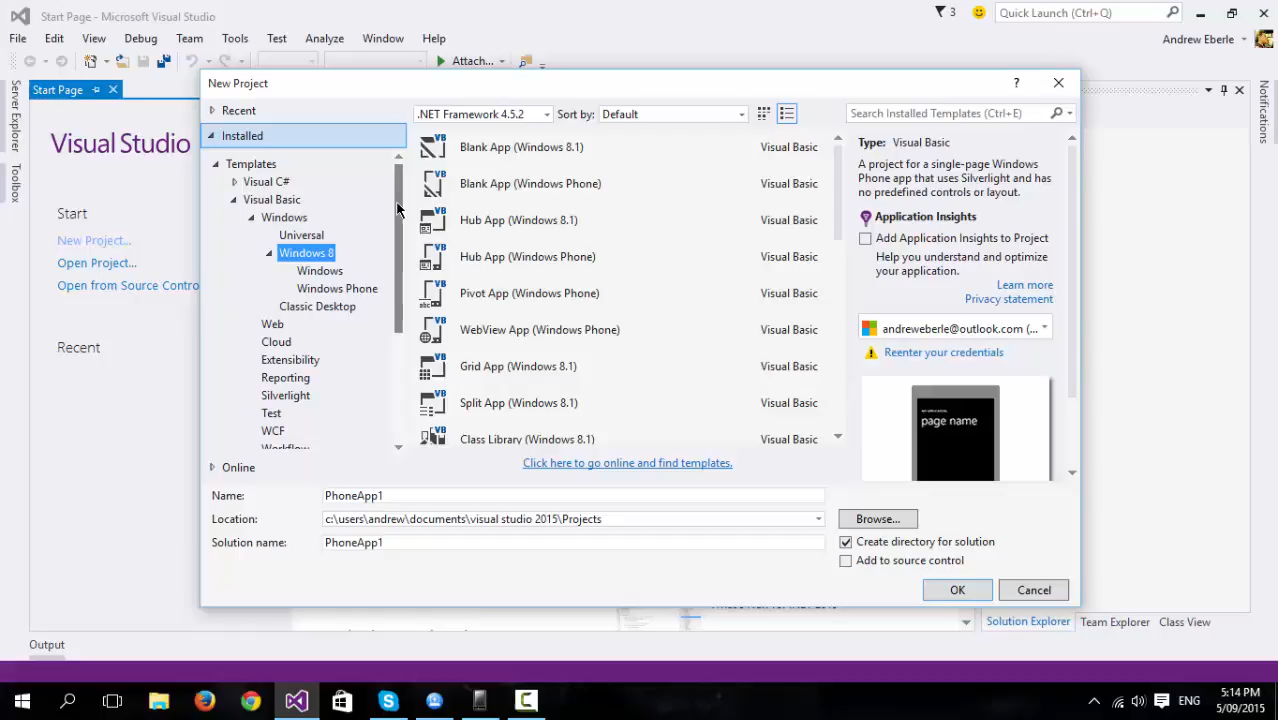 Start Page - Microsoft Visual Studio
3
Quick Launch (Ctrl+Q)
File Edit View Debug Team Tools Test Analyze Window Help
Andrew Eberle
Attach...
Server Explorer
Toolbox
Start Page
Notifications
Visual Studio
Start
New Project...
Open Project...
Open from Source Contro
Recent
New Project
?
Recent
Installed
Templates
Visual C#
Visual Basic
Windows
Universal
Windows 8
Windows
Windows Phone
Classic Desktop
Web
Cloud
Extensibility
Reporting
Silverlight
Test
WCF
Workflow
Online
.NET Framework 4.5.2 Sort by: Default
Search Installed Templates (Ctrl+E)
VB Blank App (Windows 8.1) Visual Basic
VB Blank App (Windows Phone) Visual Basic
VB Hub App (Windows 8.1) Visual Basic
VB Hub App (Windows Phone) Visual Basic
VB Pivot App (Windows Phone) Visual Basic
VB WebView App (Windows Phone) Visual Basic
VB Grid App (Windows 8.1) Visual Basic
VB Split App (Windows 8.1) Visual Basic
VB Class Library (Windows 8.1) Visual Basic
Click here to go online and find templates.
Type: Visual Basic
A project for a single-page Windows
Phone app that uses Silverlight and has
no predefined controls or layout.
Application Insights
Add Application Insights to Project
Help you understand and optimize
your application.
Learn more
Privacy statement
andreweberle@outlook.com (...
Reenter your credentials
page name
Name: PhoneApp1
Location: c:\users\andrew\documents\visual studio 2015\Projects
Browse...
Solution name: PhoneApp1
Create directory for solution
Add to source control
OK Cancel
Solution Explorer Team Explorer Class View
Output
ENG
5:14 PM
5/09/2015